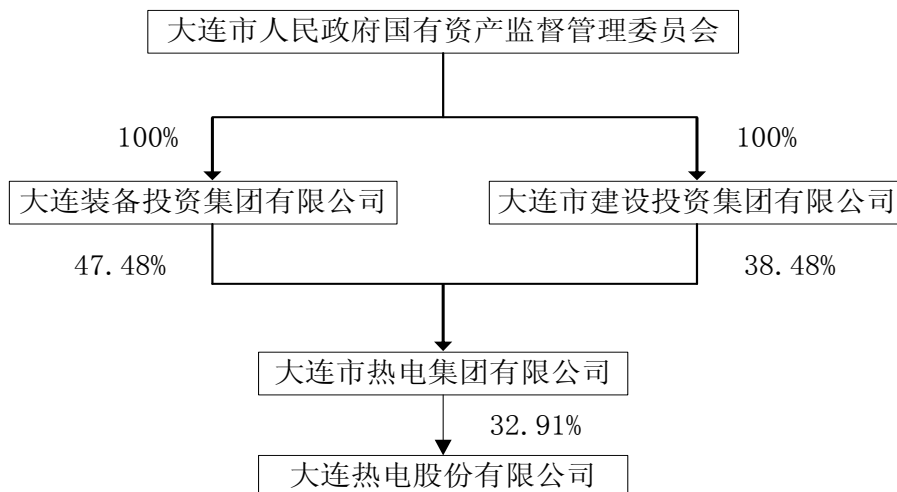 大连市人民政府国有资产监督管理委员会
100%
100%
大连装备投资集团有限公司
大连市建设投资集团有限公司
47.48%
38.48%
大连市热电集团有限公司
32.91%
大连热电股份有限公司